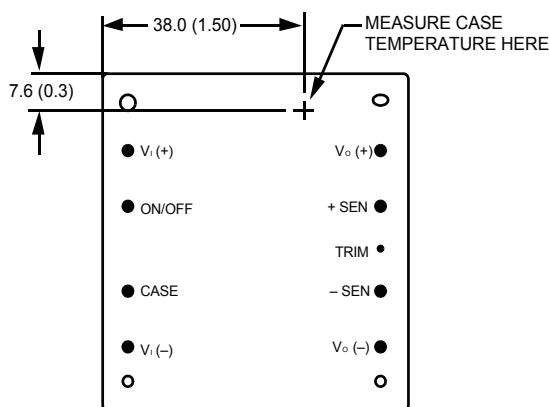 38.0 (1.50)
MEASURE CASE
TEMPERATURE HERE
7.6 (0.3)
VI (+)
VO (+)
ON/OFF
+ SEN
TRIM
CASE
– SEN
VI (–)
VO (–)